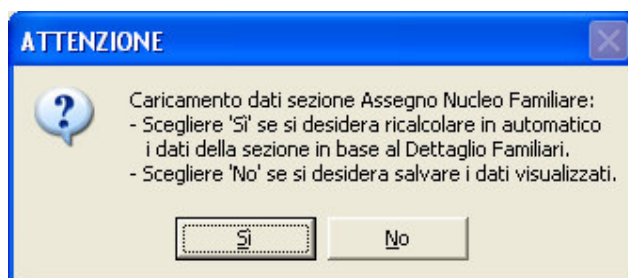 ATTENZIONE
Caricamento dati sezione Assegno Nucleo Familiare:
- Scegliere 'Sì' se si desidera ricalcolare in automatico
i dati della sezione in base al Dettaglio Familiari.
- Scegliere 'No' se si desidera salvare i dati visualizzati.
Sì No